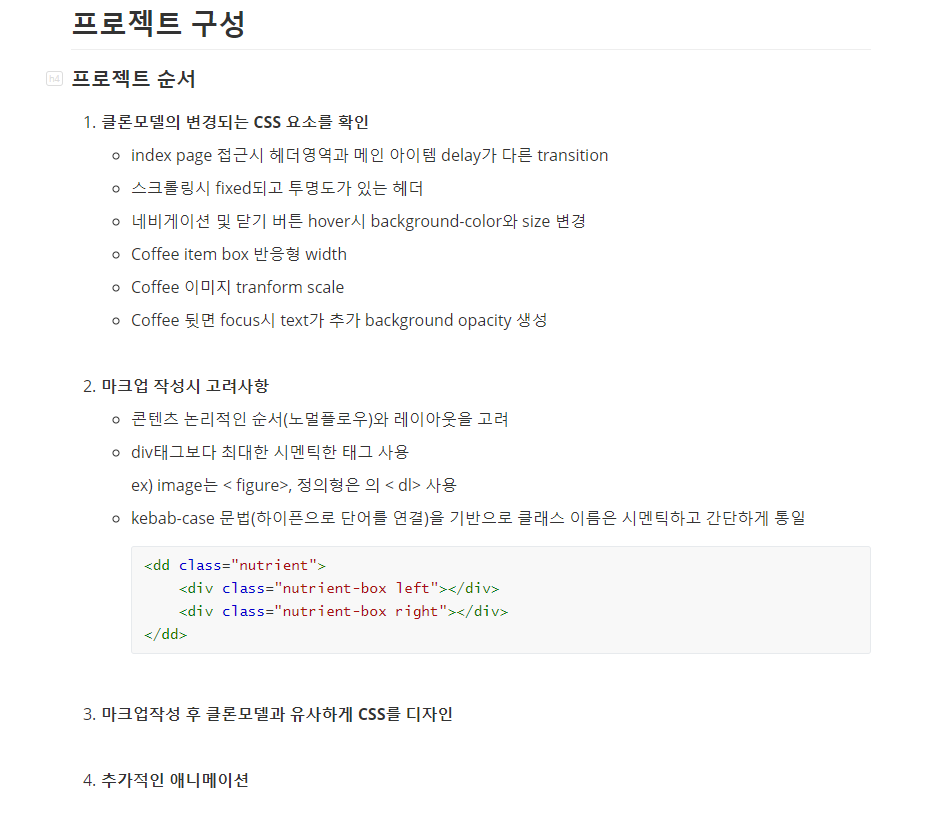 프로젝트 구성
h4 프로젝트 순서
1. 클론모델의 변경되는 CSS 요소를 확인
index page 접근시 헤더영역과 메인 아이템 delay가 다른 transition
스크롤링시 fixed되고 투명도가 있는 헤더
네비게이션 및 닫기 버튼 hover시 background-color와 size 변경
Coffee item box 반응형 width
Coffee 이미지 tranform scale
Coffee 뒷면 focus시 text가 추가 background opacity 생성
2. 마크업 작성시 고려사항
콘텐츠 논리적인 순서(노멀플로우)와 레이아웃을 고려
div태그보다 최대한 시멘틱한 태그 사용
ex) image는 < figure>, 정의형은 의 < dl> 사용
kebab-case 문법(하이픈으로 단어를 연결)을 기반으로 클래스 이름은 시멘틱하고 간단하게 통일
<dd class="nutrient">
    <div class="nutrient-box left"></div>
    <div class="nutrient-box right"></div>
</dd>
3. 마크업작성 후 클론모델과 유사하게 CSS를 디자인
4. 추가적인 애니메이션